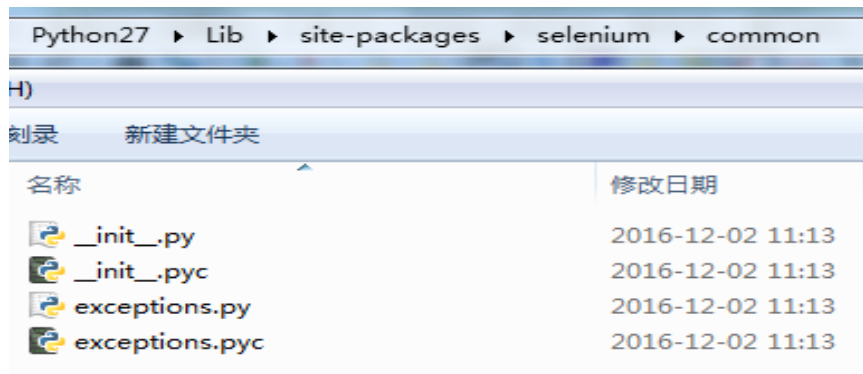 Python27 ▸ Lib ▸ site-packages ▸ selenium ▸ common
H)
刻录 新建文件夹
名称 修改日期
__init__.py 2016-12-02 11:13
__init__.pyc 2016-12-02 11:13
exceptions.py 2016-12-02 11:13
exceptions.pyc 2016-12-02 11:13